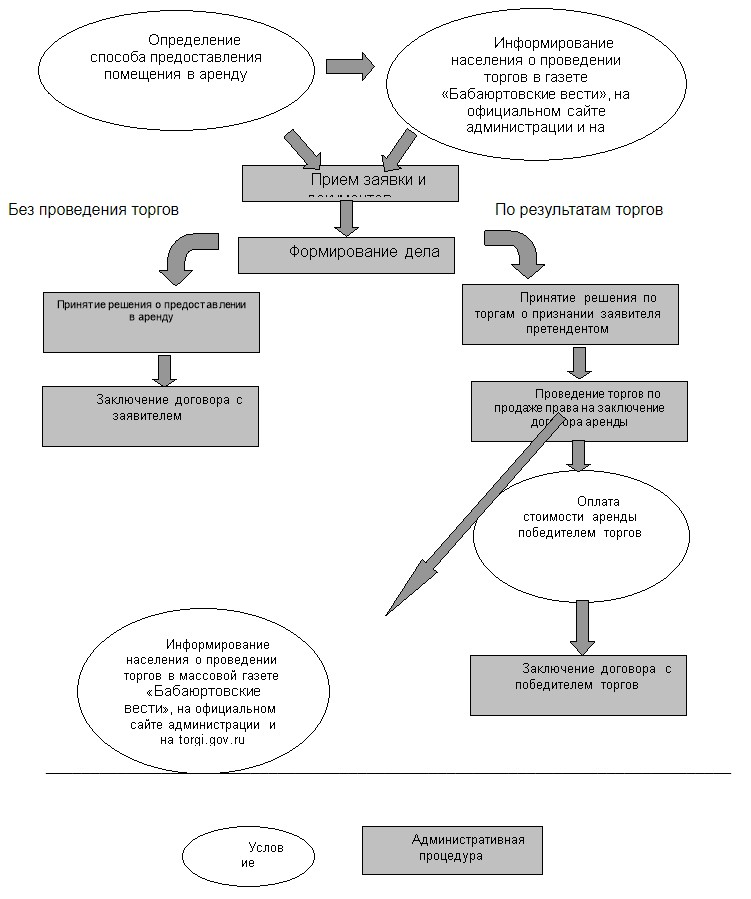 Определение
способа предоставления
помещения в аренду
Информирование
населения о проведении
торгов в газете
«Бабаюртовские вести», на
официальном сайте
администрации и на
Прием заявки и
Без проведения торгов
По результатам торгов
Формирование дела
Принятие решения о предоставлении
в аренду
Принятие решения по
торгам о признании заявителя
претендентом
Заключение договора с
заявителем
Проведение торгов по
продаже права на заключение
договора аренды
Оплата
стоимости аренды
победителем торгов
Информирование
населения о проведении
торгов в массовой газете
«Бабаюртовские
вести», на официальном
сайте администрации и
на torgi.gov.ru
Заключение договора с
победителем торгов
Услов
ие
Административная
процедура